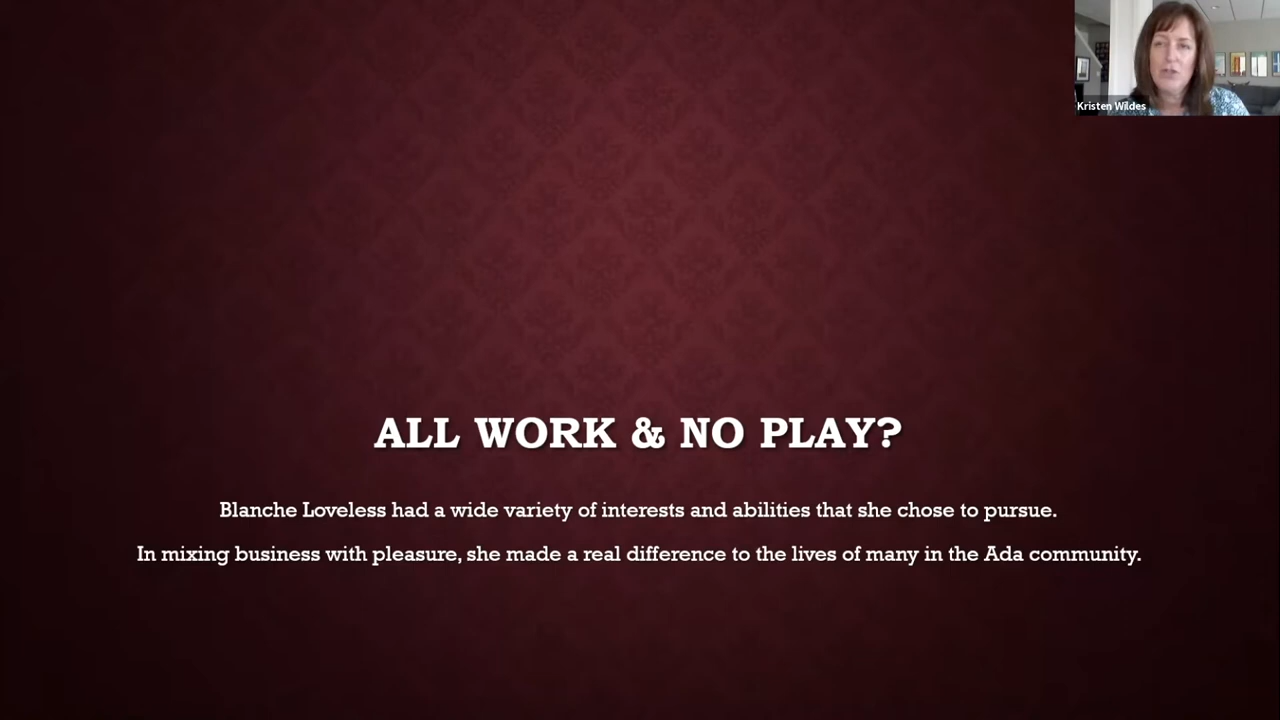 Kristen Wildes
ALL WORK & NO PLAY?
Blanche Loveless had a wide variety of interests and abilities that she chose to pursue.
In mixing business with pleasure, she made a real difference to the lives of many in the Ada community.